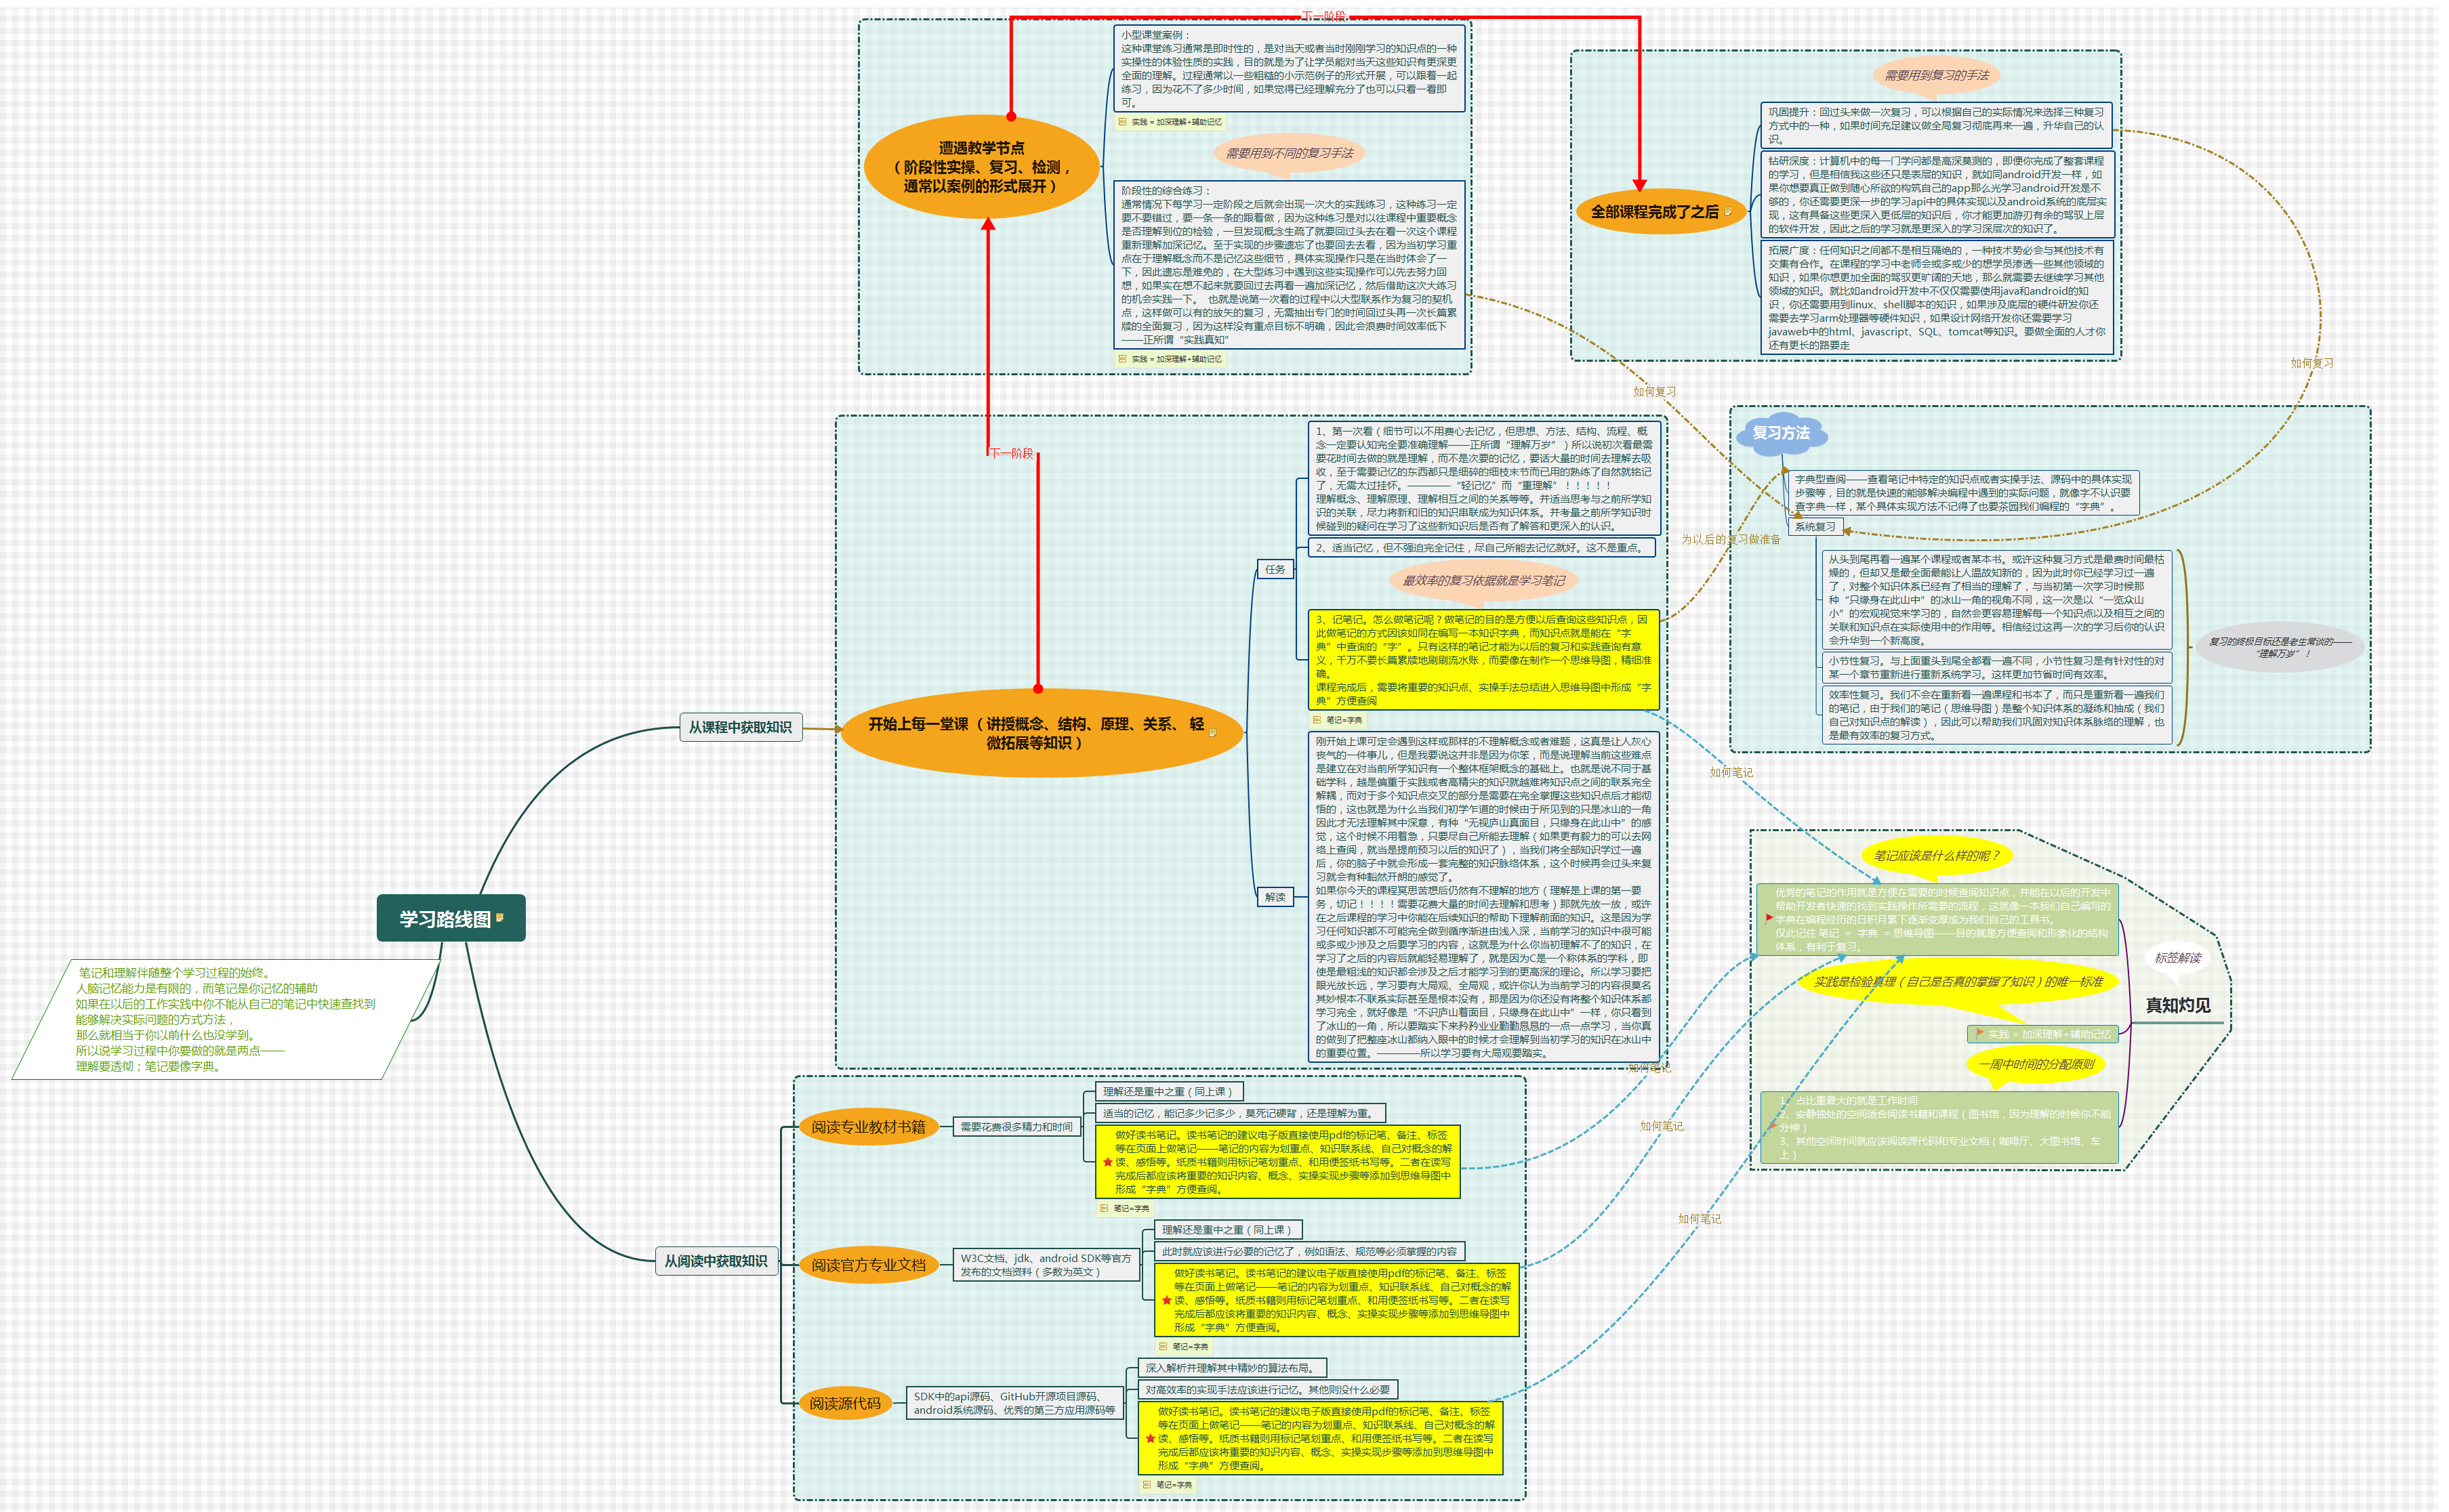 下一阶段
小型课堂案例：
这种课堂练习通常是即时性的，是对当天或者当时刚刚学习的知识点的一种
实操性的体验性质的实践，目的就是为了让学员能对当天这些知识有更深更
全面的理解。过程通常以一些粗糙的小示范例子的形式开展，可以跟着一起
练习，因为花不了多少时间，如果觉得已经理解充分了也可以只看一看即
可。
实践 = 加深理解+辅助记忆
遭遇教学节点
（阶段性实操、复习、检测，
通常以案例的形式展开）
需要用到不同的复习手法
阶段性的综合练习：
通常情况下每学习一定阶段之后就会出现一次大的实践练习，这种练习一定
要不要错过，要一条一条的跟着做，因为这种练习是对以往课程中重要概念
是否理解到位的检验，一旦发现概念生疏了就要回过头去在看一次这个课程
重新理解加深记忆。至于实现的步骤遗忘了也要回去去看，因为当初学习重
点在于理解概念而不是记忆这些细节，具体实现操作只是在当时体会了一
下，因此遗忘是难免的，在大型练习中遇到这些实现操作可以先去努力回
想，如果实在想不起来就要回过去再看一遍加深记忆，然后借助这次大练习
的机会实践一下。 也就是说第一次看的过程中以大型联系作为复习的契机
点，这样做可以有的放矢的复习，无需抽出专门的时间回过头再一次长篇累
牍的全面复习，因为这样没有重点目标不明确，因此会浪费时间效率低下
——正所谓“实践真知”
实践 = 加深理解+辅助记忆
需要用到复习的手法
巩固提升：回过头来做一次复习，可以根据自己的实际情况来选择三种复习
方式中的一种，如果时间充足建议做全局复习彻底再来一遍，升华自己的认
识。
全部课程完成了之后
钻研深度：计算机中的每一门学问都是高深莫测的，即便你完成了整套课程
的学习，但是相信我这些还只是表层的知识，就如同android开发一样，如
果你想要真正做到随心所欲的构筑自己的app那么光学习android开发是不
够的，你还需要更深一步的学习api中的具体实现以及android系统的底层实
现，这有具备这些更深入更低层的知识后，你才能更加游刃有余的驾驭上层
的软件开发，因此之后的学习就是更深入的学习深层次的知识了。
拓展广度：任何知识之间都不是相互隔绝的，一种技术势必会与其他技术有
交集有合作。在课程的学习中老师会或多或少的想学员渗透一些其他领域的
知识，如果你想更加全面的驾驭更旷阔的天地，那么就需要去继续学习其他
领域的知识。就比如android开发中不仅仅需要使用java和android的知
识，你还需要用到linux、shell脚本的知识，如果涉及底层的硬件研发你还
需要去学习arm处理器等硬件知识，如果设计网络开发你还需要学习
javaweb中的html、javascript、SQL、tomcat等知识。要做全面的人才你
还有更长的路要走
如何复习
如何复习
下一阶段
1、第一次看（细节可以不用费心去记忆，但思想、方法、结构、流程、概
念一定要认知完全要准确理解——正所谓“理解万岁”）所以说初次看最需
要花时间去做的就是理解，而不是次要的记忆，要话大量的时间去理解去吸
收，至于需要记忆的东西都只是细碎的细枝末节而已用的熟练了自然就铭记
了，无需太过挂怀。————“轻记忆”而“重理解”！！！！！
理解概念、理解原理、理解相互之间的关系等等。并适当思考与之前所学知
识的关联，尽力将新和旧的知识串联成为知识体系。并考量之前所学知识时
候碰到的疑问在学习了这些新知识后是否有了解答和更深入的认识。
2、适当记忆，但不强迫完全记住，尽自己所能去记忆就好。这不是重点。
任务
最效率的复习依据就是学习笔记
3、记笔记。怎么做笔记呢？做笔记的目的是方便以后查询这些知识点，因
此做笔记的方式因该如同在编写一本知识字典，而知识点就是能在“字
典”中查询的“字”。只有这样的笔记才能为以后的复习和实践查询有意
义，千万不要长篇累牍地刷刷流水账，而要像在制作一个思维导图，精细准
确。
课程完成后，需要将重要的知识点、实操手法总结进入思维导图中形成“字
典”方便查阅
笔记=字典
开始上每一堂课（讲授概念、结构、原理、关系、 轻
微拓展等知识）
解读
刚开始上课可定会遇到这样或那样的不理解概念或者难题，这真是让人灰心
丧气的一件事儿，但是我要说这并非是因为你笨，而是说理解当前这些难点
是建立在对当前所学知识有一个整体框架概念的基础上。也就是说不同于基
础学科，越是偏重于实践或者高精尖的知识就越难将知识点之间的联系完全
解耦，而对于多个知识点交叉的部分是需要在完全掌握这些知识点后才能彻
悟的，这也就是为什么当我们初学乍道的时候由于所见到的只是冰山的一角
因此才无法理解其中深意，有种“无视庐山真面目，只缘身在此山中”的感
觉，这个时候不用着急，只要尽自己所能去理解（如果更有毅力的可以去网
络上查阅，就当是提前预习以后的知识了），当我们将全部知识学过一遍
后，你的脑子中就会形成一套完整的知识脉络体系，这个时候再会过头来复
习就会有种豁然开朗的感觉了。
如果你今天的课程冥思苦想后仍然有不理解的地方（理解是上课的第一要
务，切记！！！！需要花费大量的时间去理解和思考）那就先放一放，或许
在之后课程的学习中你能在后续知识的帮助下理解前面的知识。这是因为学
习任何知识都不可能完全做到循序渐进由浅入深，当前学习的知识中很可能
或多或少涉及之后要学习的内容，这就是为什么你当初理解不了的知识，在
学习了之后的内容后就能轻易理解了，就是因为C是一个称体系的学科，即
使是最粗浅的知识都会涉及之后才能学习到的更高深的理论。所以学习要把
眼光放长远，学习要有大局观、全局观，或许你认为当前学习的内容很莫名
其妙根本不联系实际甚至是根本没有，那是因为你还没有将整个知识体系都
学习完全，就好像是“不识庐山着面目，只缘身在此山中”一样，你只看到
了冰山的一角，所以要踏实下来矜矜业业勤勤恳恳的一点一点学习，当你真
的做到了把整座冰山都纳入眼中的时候才会理解到当初学习的知识在冰山中
的重要位置。————所以学习要有大局观要踏实。
复习方法
字典型查阅——查看笔记中特定的知识点或者实操手法、源码中的具体实现
步骤等，目的就是快速的能够解决编程中遇到的实际问题，就像字不认识要
查字典一样，某个具体实现方法不记得了也要茶园我们编程的“字典”。
系统复习
为以后的复习做准备
从头到尾再看一遍某个课程或者某本书。或许这种复习方式是最费时间最枯
燥的，但却又是最全面最能让人温故知新的，因为此时你已经学习过一遍
了，对整个知识体系已经有了相当的理解了，与当初第一次学习时候那
种“只缘身在此山中”的冰山一角的视角不同，这一次是以“一览众山
小”的宏观视觉来学习的，自然会更容易理解每一个知识点以及相互之间的
关联和知识点在实际使用中的作用等。相信经过这再一次的学习后你的认识
会升华到一个新高度。
小节性复习。与上面重头到尾全都看一遍不同，小节性复习是有针对性的对
某一个章节重新进行重新系统学习。这样更加节省时间有效率。
效率性复习。我们不会在重新看一遍课程和书本了，而只是重新看一遍我们
的笔记，由于我们的笔记（思维导图）是整个知识体系的凝练和抽成（我们
自己对知识点的解读），因此可以帮助我们巩固对知识体系脉络的理解，也
是最有效率的复习方式。
复习的终极目标还是老生常谈的——
“理解万岁”！
如何笔记
从课程中获取知识
学习路线图
笔记和理解伴随整个学习过程的始终。
人脑记忆能力是有限的，而笔记是你记忆的辅助
如果在以后的工作实践中你不能从自己的笔记中快速查找到
能够解决实际问题的方式方法，
那么就相当于你以前什么也没学到。
所以说学习过程中你要做的就是两点——
理解要透彻；笔记要像字典。
笔记应该是什么样的呢？
优秀的笔记的作用就是方便在需要的时候查阅知识点，并能在以后的开发中
帮助开发者快速的找到实践操作所需要的流程，这就像一本我们自己编写的
字典在编程经历的日积月累下逐渐变厚成为我们自己的工具书。
仅此记住 笔记 = 字典 = 思维导图——目的就是方便查阅和形象化的结构
体系，有利于复习。
标签解读
真知灼见
实践是检验真理（自己是否真的掌握了知识）的唯一标准
实践 = 加深理解+辅助记忆
一周中时间的分配原则
1、占比重最大的就是工作时间
2、安静独处的空间适合阅读书籍和课程（图书馆，因为理解的时候你不能
分神）
3、其他空闲时间就应该阅读源代码和专业文档（咖啡厅、大图书馆、车
上）
如何笔记
如何笔记
如何笔记
从阅读中获取知识
阅读专业教材书籍
需要花费很多精力和时间
理解还是重中之重（同上课）
适当的记忆，能记多少记多少，莫死记硬背，还是理解为重。
做好读书笔记。读书笔记的建议电子版直接使用pdf的标记笔、备注、标签
等在页面上做笔记——笔记的内容为划重点、知识联系线、自己对概念的解
读、感悟等。纸质书籍则用标记笔划重点、和用便签纸书写等。二者在读写
完成后都应该将重要的知识内容、概念、实操实现步骤等添加到思维导图中
形成“字典”方便查阅。
笔记=字典
阅读官方专业文档
W3C文档、jdk、android SDK等官方
发布的文档资料（多数为英文）
理解还是重中之重（同上课）
此时就应该进行必要的记忆了，例如语法、规范等必须掌握的内容
做好读书笔记。读书笔记的建议电子版直接使用pdf的标记笔、备注、标签
等在页面上做笔记——笔记的内容为划重点、知识联系线、自己对概念的解
读、感悟等。纸质书籍则用标记笔划重点、和用便签纸书写等。二者在读写
完成后都应该将重要的知识内容、概念、实操实现步骤等添加到思维导图中
形成“字典”方便查阅。
笔记=字典
阅读源代码
SDK中的api源码、GitHub开源项目源码、
android系统源码、优秀的第三方应用源码等
深入解析并理解其中精妙的算法布局。
对高效率的实现手法应该进行记忆。其他则没什么必要
做好读书笔记。读书笔记的建议电子版直接使用pdf的标记笔、备注、标签
等在页面上做笔记——笔记的内容为划重点、知识联系线、自己对概念的解
读、感悟等。纸质书籍则用标记笔划重点、和用便签纸书写等。二者在读写
完成后都应该将重要的知识内容、概念、实操实现步骤等添加到思维导图中
形成“字典”方便查阅。
笔记=字典